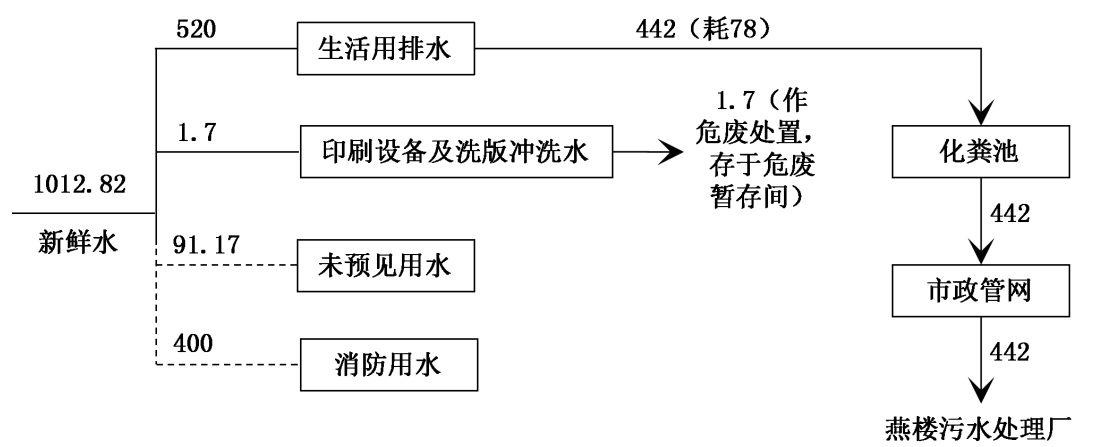 520
生活用排水
442（耗78）
1.7
印刷设备及洗版冲洗水
1.7（作
危废处置，
存于危废
暂存间）
化粪池
1012.82
新鲜水
442
91.17
未预见用水
市政管网
400
消防用水
442
燕楼污水处理厂